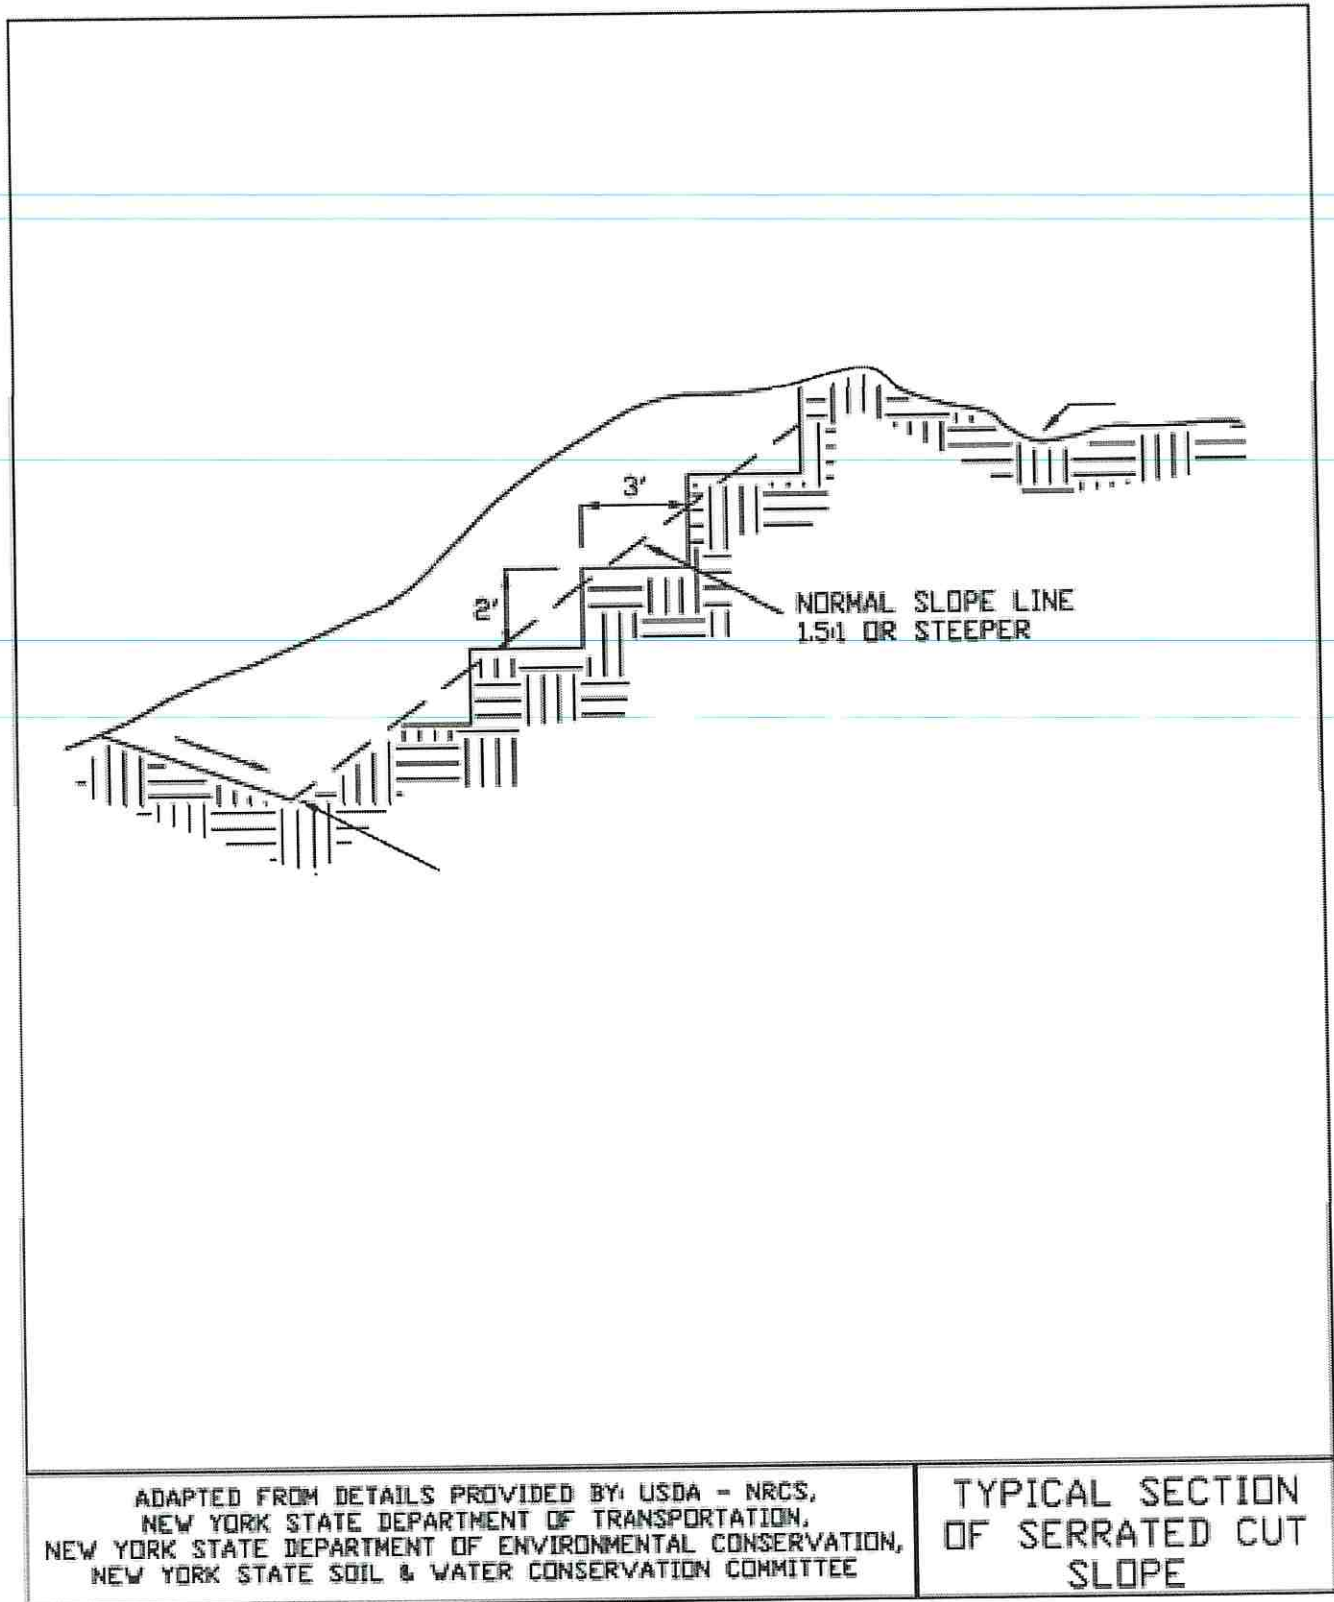 3'
2'
NORMAL SLOPE LINE
1.5:1 OR STEEPER
ADAPTED FROM DETAILS PROVIDED BY: USDA - NRCS,
NEW YORK STATE DEPARTMENT OF TRANSPORTATION,
NEW YORK STATE DEPARTMENT OF ENVIRONMENTAL CONSERVATION,
NEW YORK STATE SOIL & WATER CONSERVATION COMMITTEE
TYPICAL SECTION
OF SERRATED CUT
SLOPE